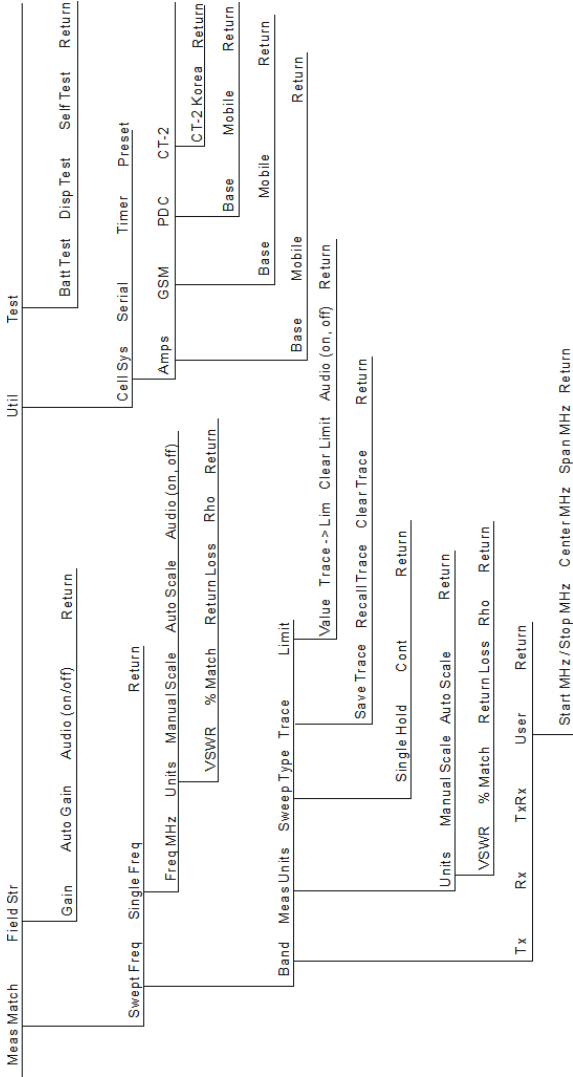 Meas Match Field Str Util Test
Gain Auto Gain Audio (on/off) Return
Batt Test Disp Test Self Test Return
Swept Freq Single Freq Return
Cell Sys Serial Timer Preset
Freq MHz Units Manual Scale Auto Scale Audio (on, off)
Amps GSM PDC CT-2
VSWR % Match Return Loss Rho Return
CT-2 Korea Return
Base Mobile Return
Base Mobile Return
Base Mobile Return
Band Meas Units Sweep Type Trace Limit
Value Trace -> Lim Clear Limit Audio (on, off) Return
Save Trace Recall Trace Clear Trace Return
Single Hold Cont Return
Units Manual Scale Auto Scale Return
VSWR % Match Return Loss Rho Return
Tx Rx TxRx User Return
Start MHz / Stop MHz Center MHz Span MHz Return